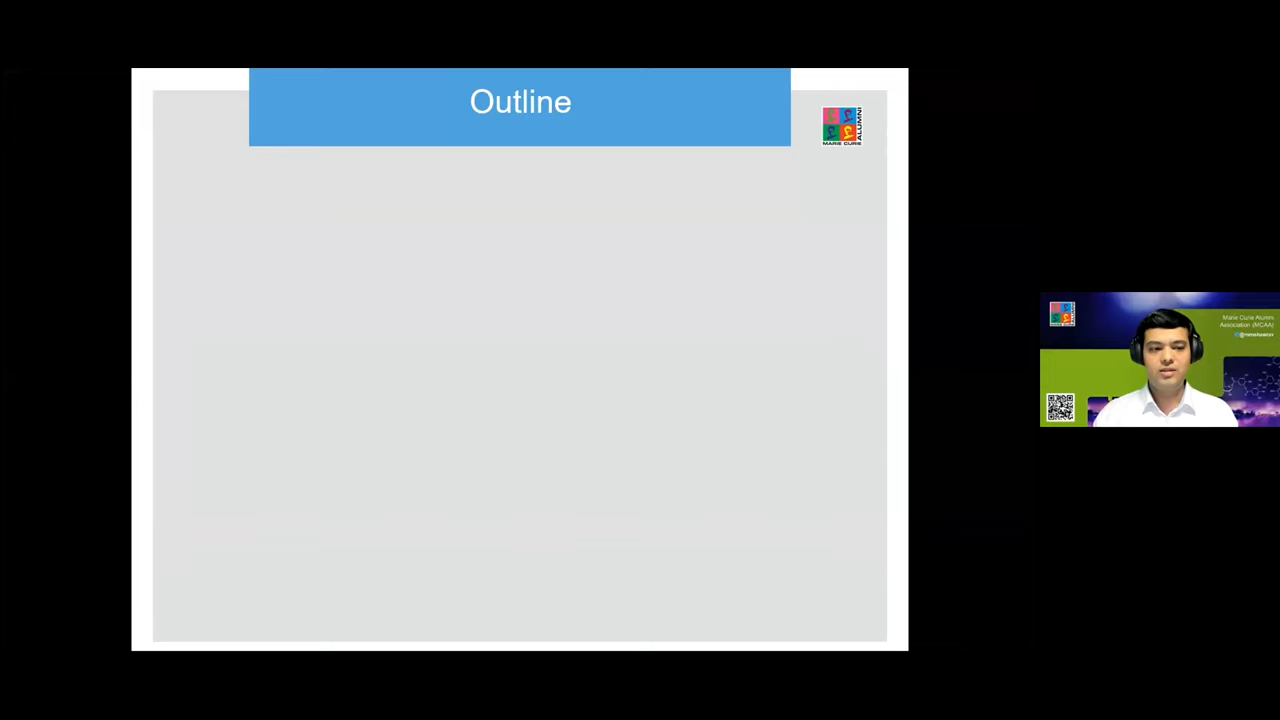 Outline
ALUMNI
MARIE CURIE
Marie Curie Alumni
Association (MCAA)